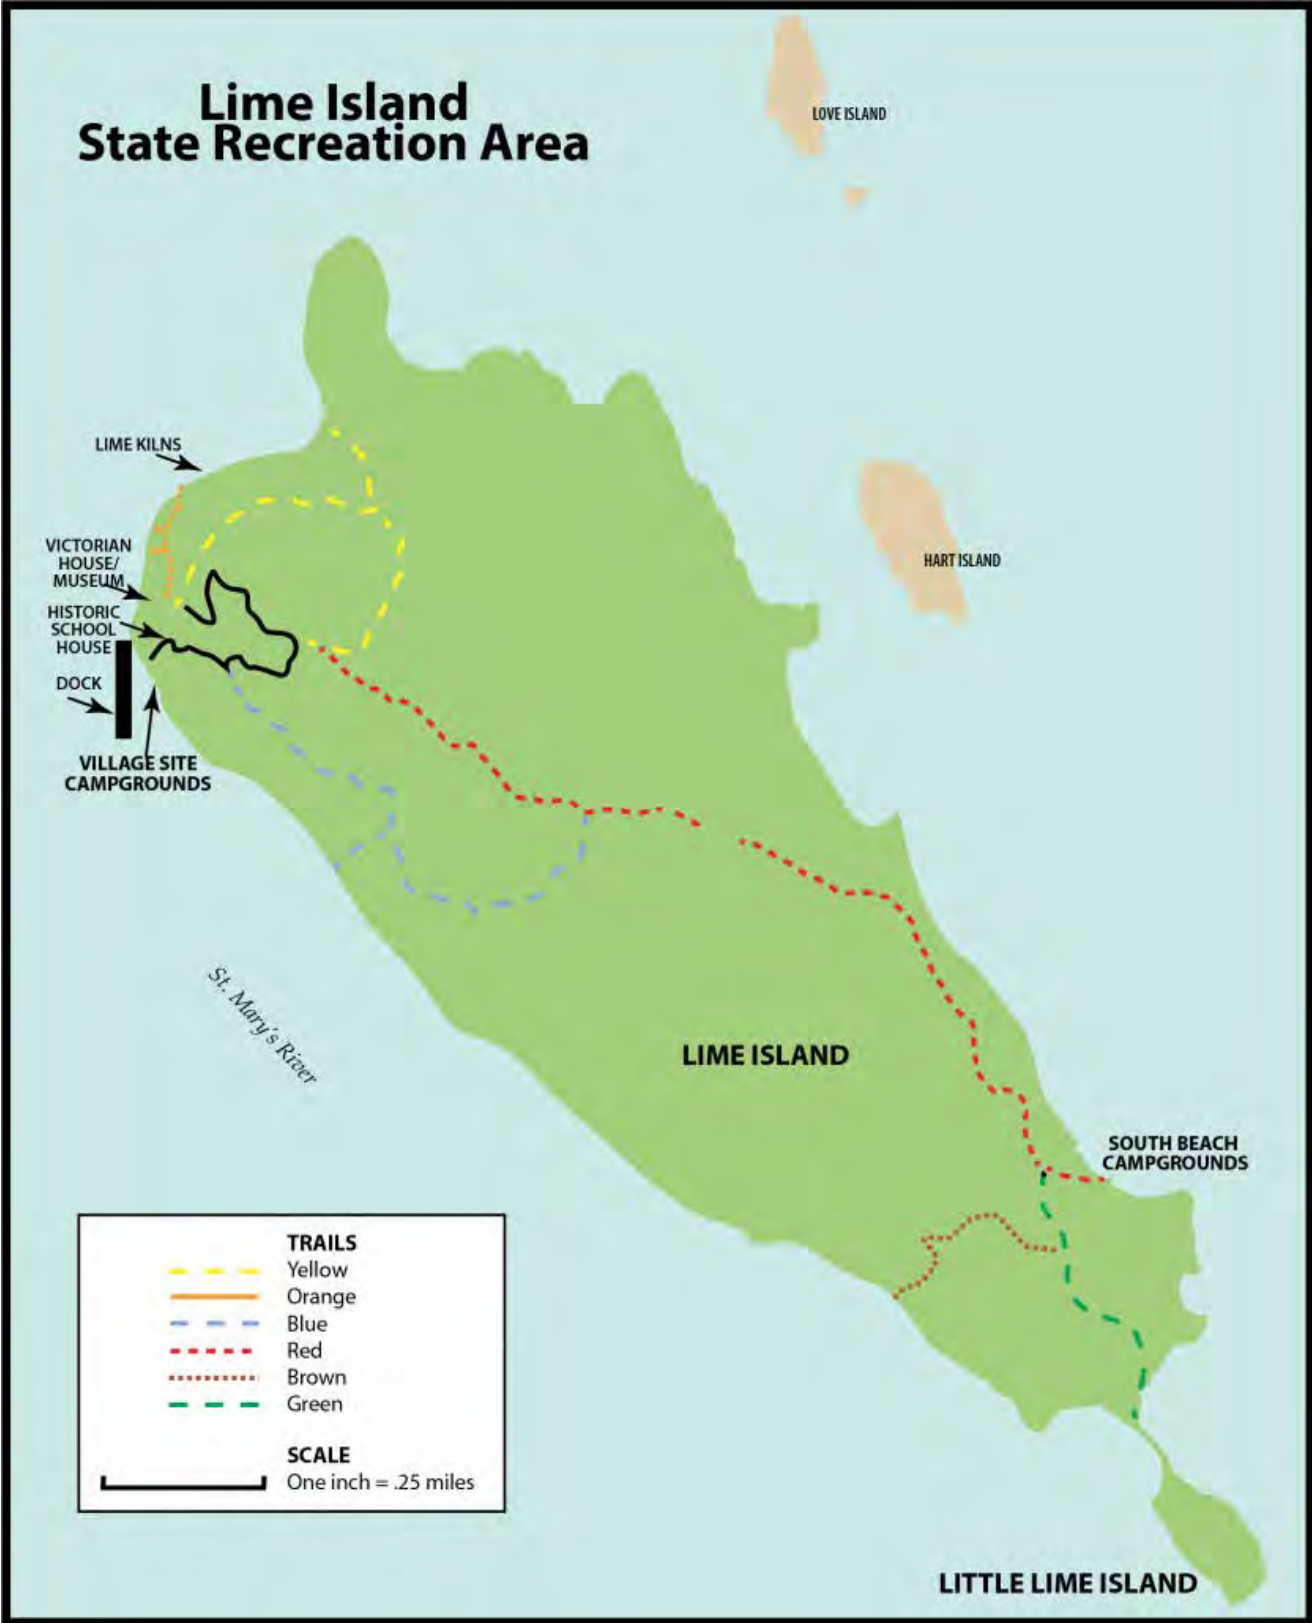 Lime Island
State Recreation Area
LOVE ISLAND
LIME KILNS
VICTORIAN
HOUSE/
MUSEUM
HISTORIC
SCHOOL
HOUSE
DOCK
VILLAGE SITE
CAMPGROUNDS
HART ISLAND
St. Mary's River
LIME ISLAND
SOUTH BEACH
CAMPGROUNDS
TRAILS
Yellow
Orange
Blue
Red
Brown
Green
SCALE
One inch = .25 miles
LITTLE LIME ISLAND